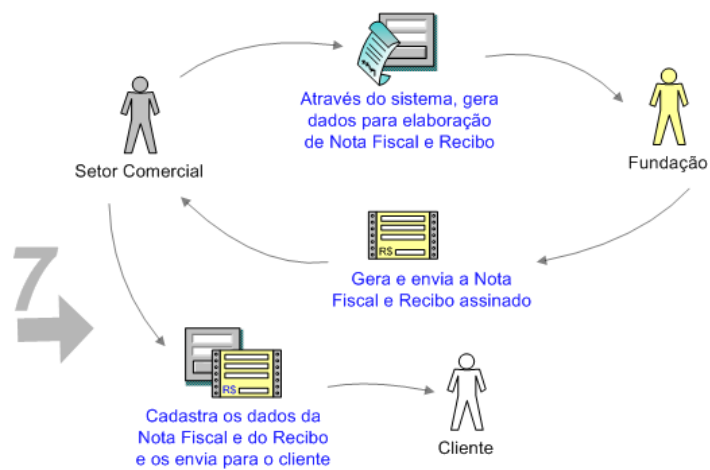 Através do sistema, gera
dados para elaboração
de Nota Fiscal e Recibo
Setor Comercial
Fundação
R$
Gera e envia a Nota
Fiscal e Recibo assinado
7
R$
Cadastra os dados da
Nota Fiscal e do Recibo
e os envia para o cliente
Cliente